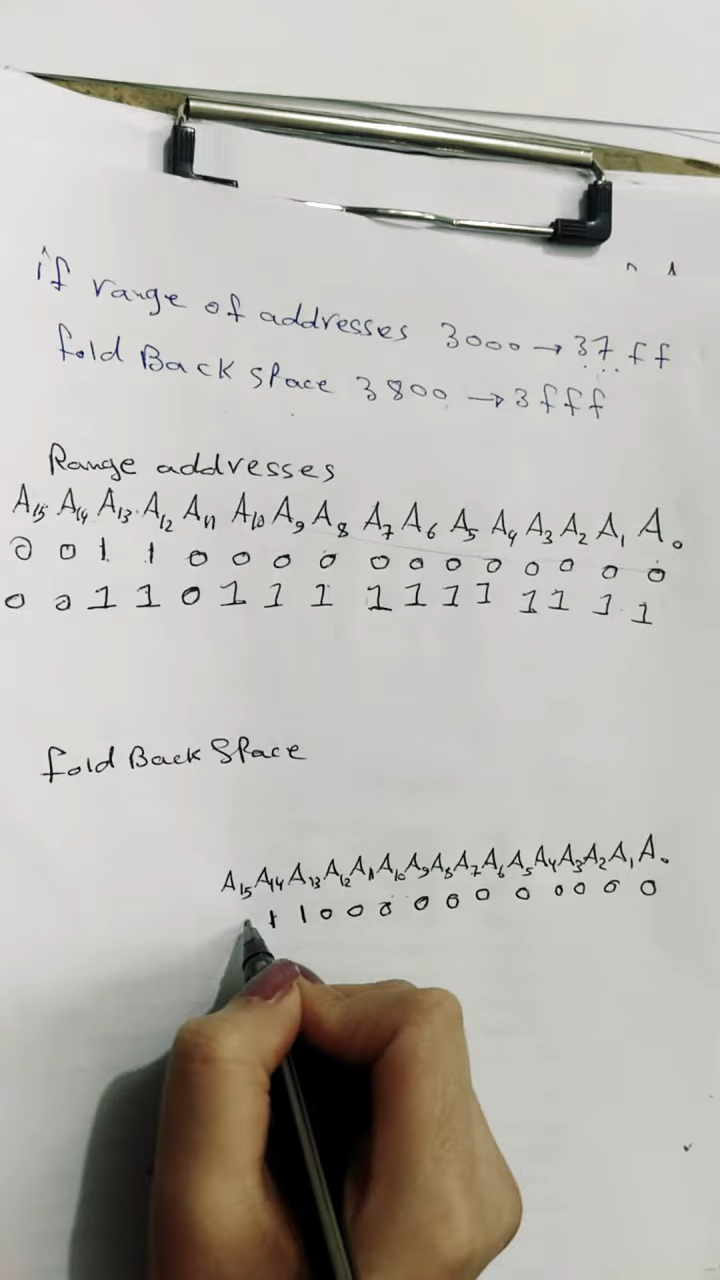 if range of addresses 3000 → 37ff
fold Back space 3800 → 3fff
Range addresses
A₁₅ A₁₄ A₁₃ A₁₂ A₁₁ A₁₀ A₉ A₈ A₇ A₆ A₅ A₄ A₃ A₂ A₁ A₀
0 0 1 1 0 0 0 0 0 0 0 0 0 0 0 0
0 0 1 1 0 1 1 1 1 1 1 1 1 1 1 1
fold Back Space
A₁₅ A₁₄ A₁₃ A₁₂ A₁₁ A₁₀ A₉ A₈ A₇ A₆ A₅ A₄ A₃ A₂ A₁ A₀
1 1 0 0 0 0 0 0 0 0 0 0 0